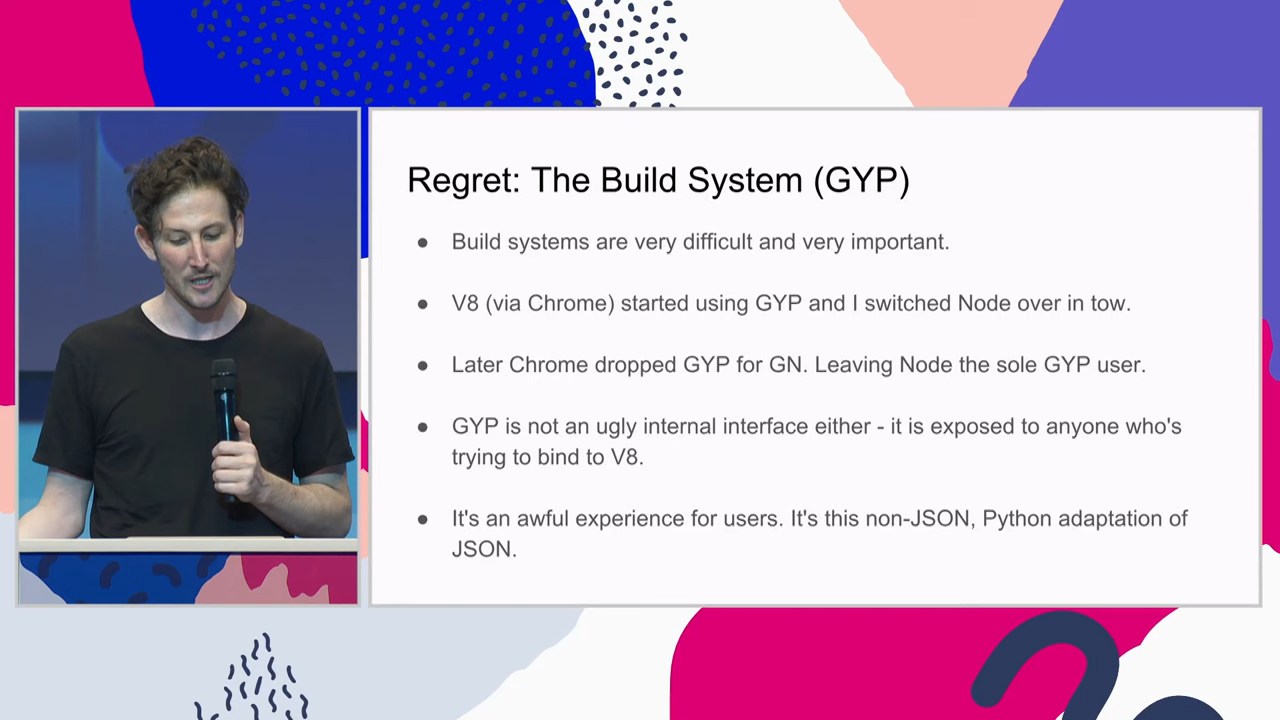 Regret: The Build System (GYP)
● Build systems are very difficult and very important.
● V8 (via Chrome) started using GYP and I switched Node over in tow.
● Later Chrome dropped GYP for GN. Leaving Node the sole GYP user.
● GYP is not an ugly internal interface either - it is exposed to anyone who's
trying to bind to V8.
● It's an awful experience for users. It's this non-JSON, Python adaptation of
JSON.